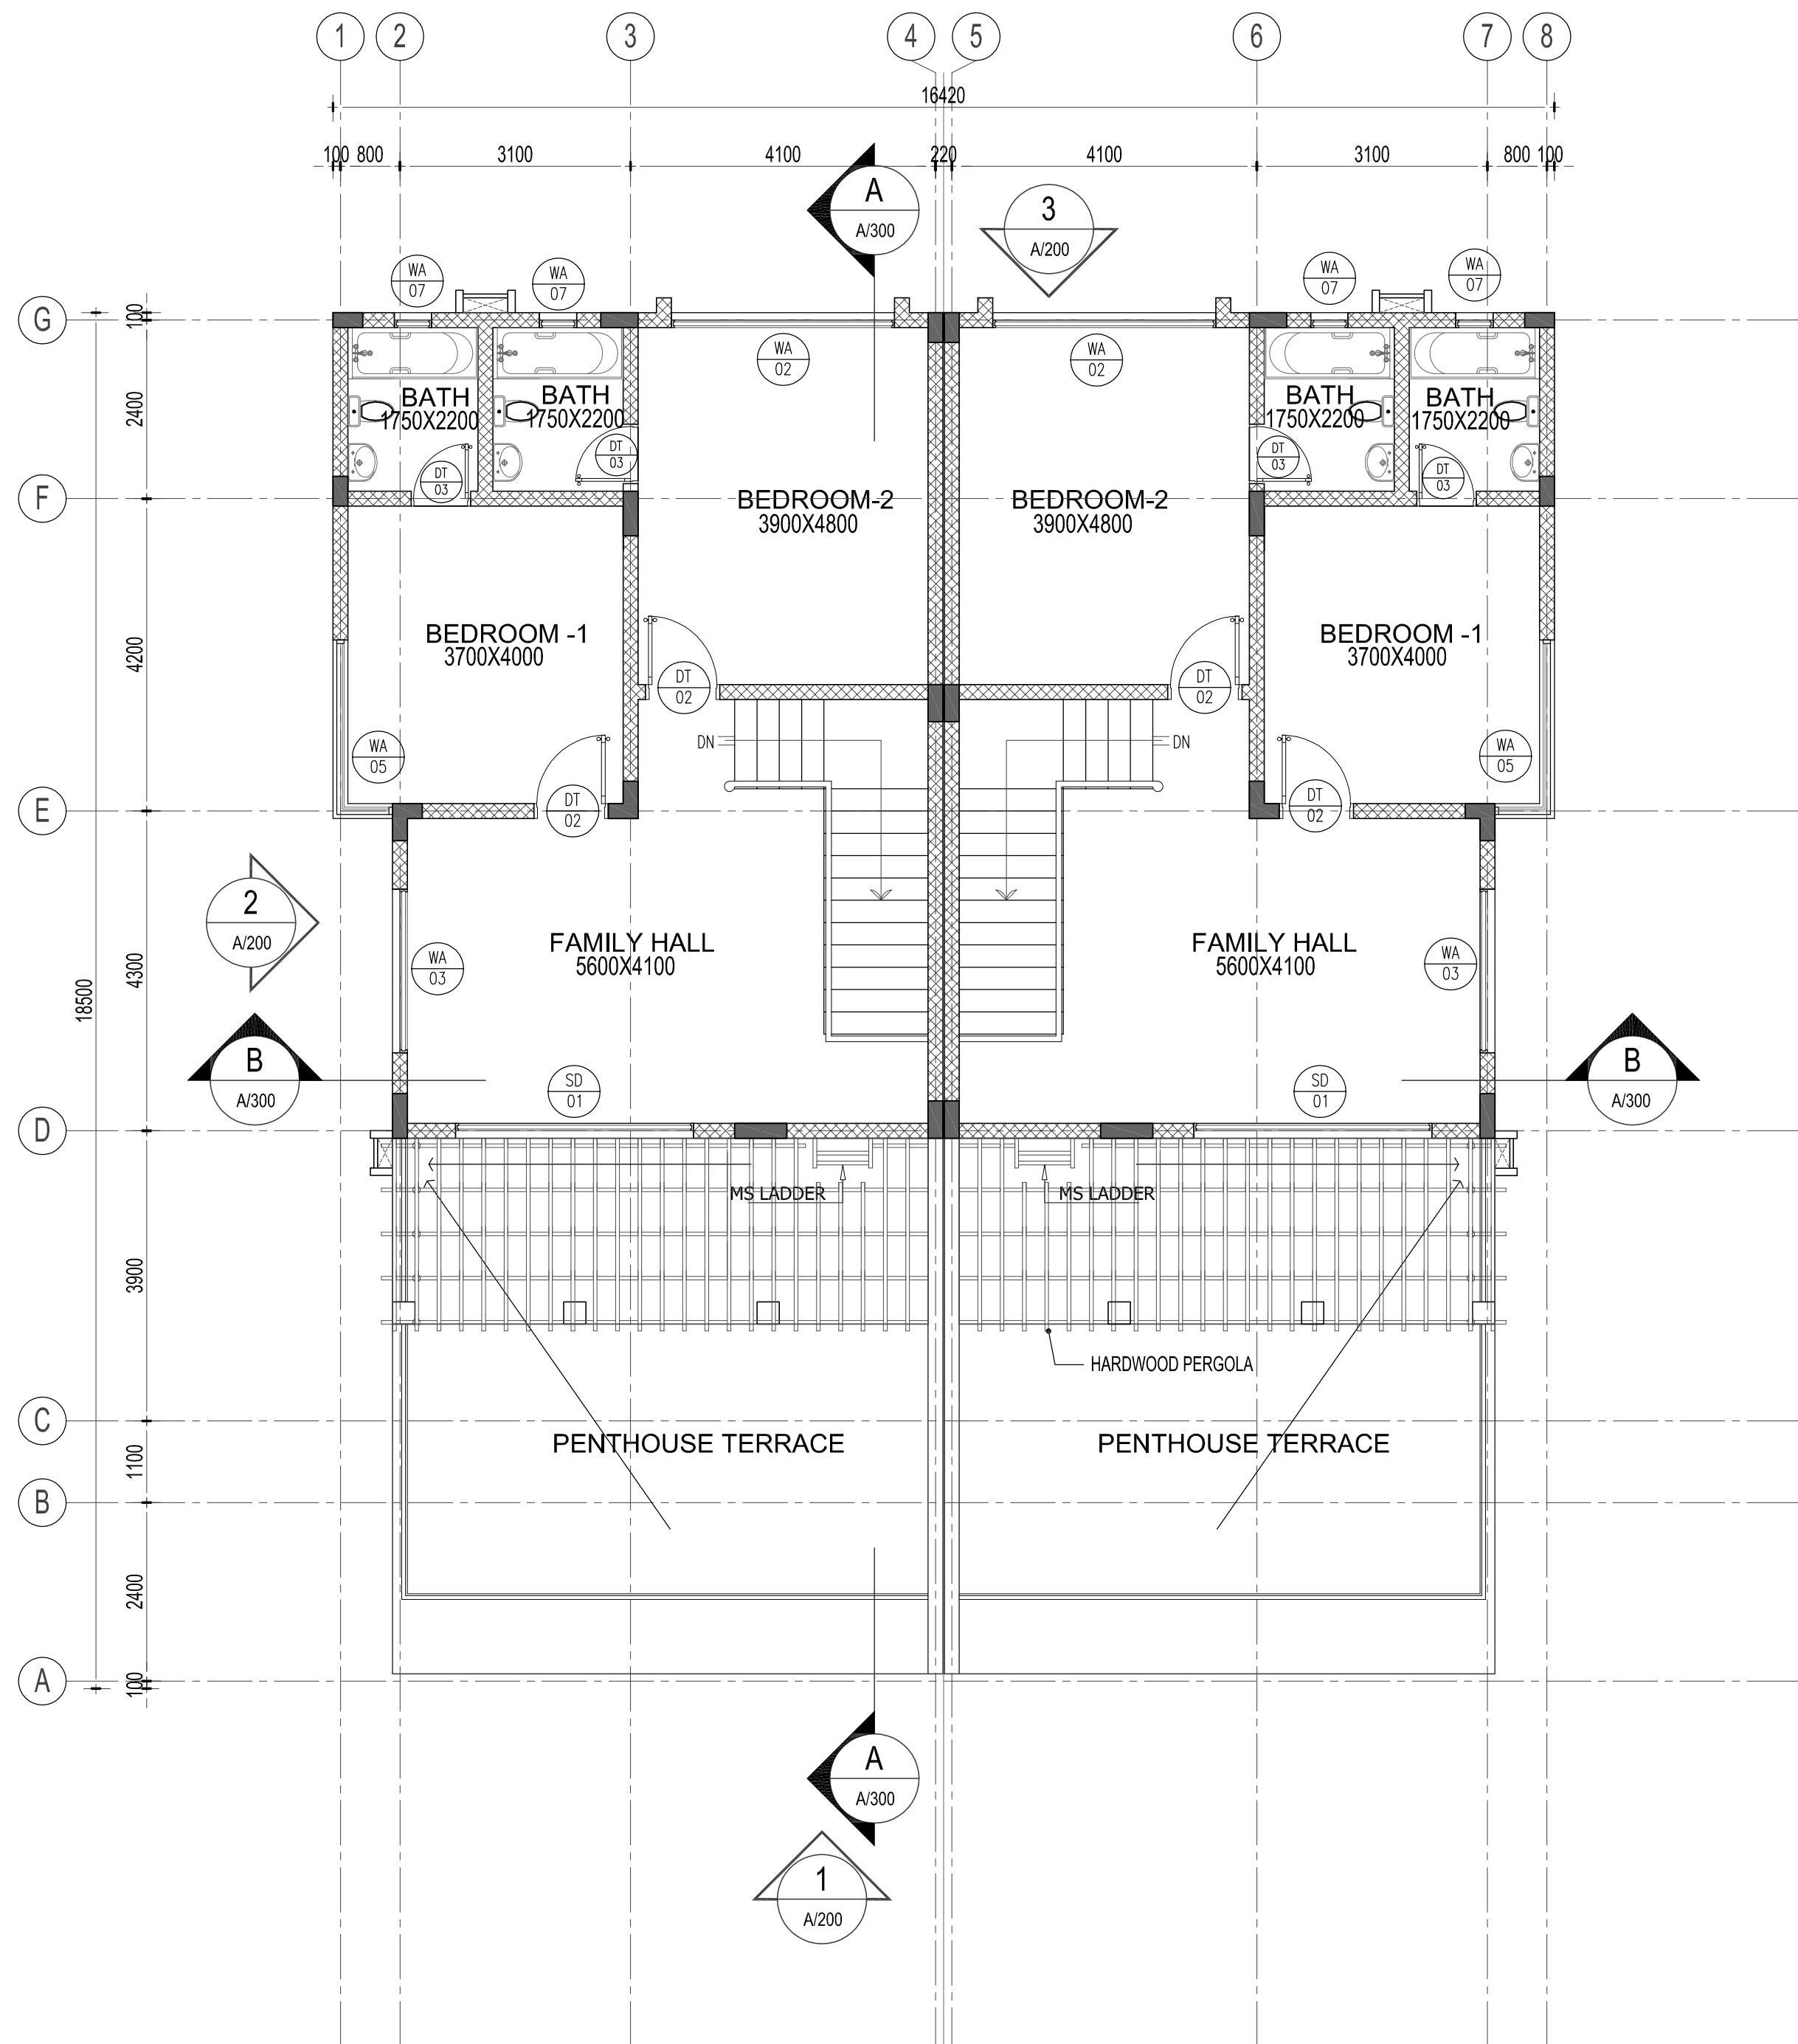 1 2 3 4 5 6 7 8
16420
100 800 3100 4100 220 4100 3100 800 100
A
A/300
3
A/200
WA
07
WA
07
WA
07
WA
07
G
100
WA
02
WA
02
BATH
1750X2200
BATH
1750X2200
BATH
1750X2200
BATH
1750X2200
2400
DT
03
DT
03
DT
03
DT
03
F
BEDROOM-2
3900X4800
BEDROOM-2
3900X4800
BEDROOM -1
3700X4000
BEDROOM -1
3700X4000
4200
DT
02
DT
02
DN
DN
WA
05
WA
05
DT
02
DT
02
E
2
A/200
FAMILY HALL
5600X4100
FAMILY HALL
5600X4100
WA
03
WA
03
4300
18500
B
A/300
B
A/300
SD
01
SD
01
D
MS LADDER
MS LADDER
3900
HARDWOOD PERGOLA
C
PENTHOUSE TERRACE
PENTHOUSE TERRACE
1100
B
2400
A
100
A
A/300
1
A/200